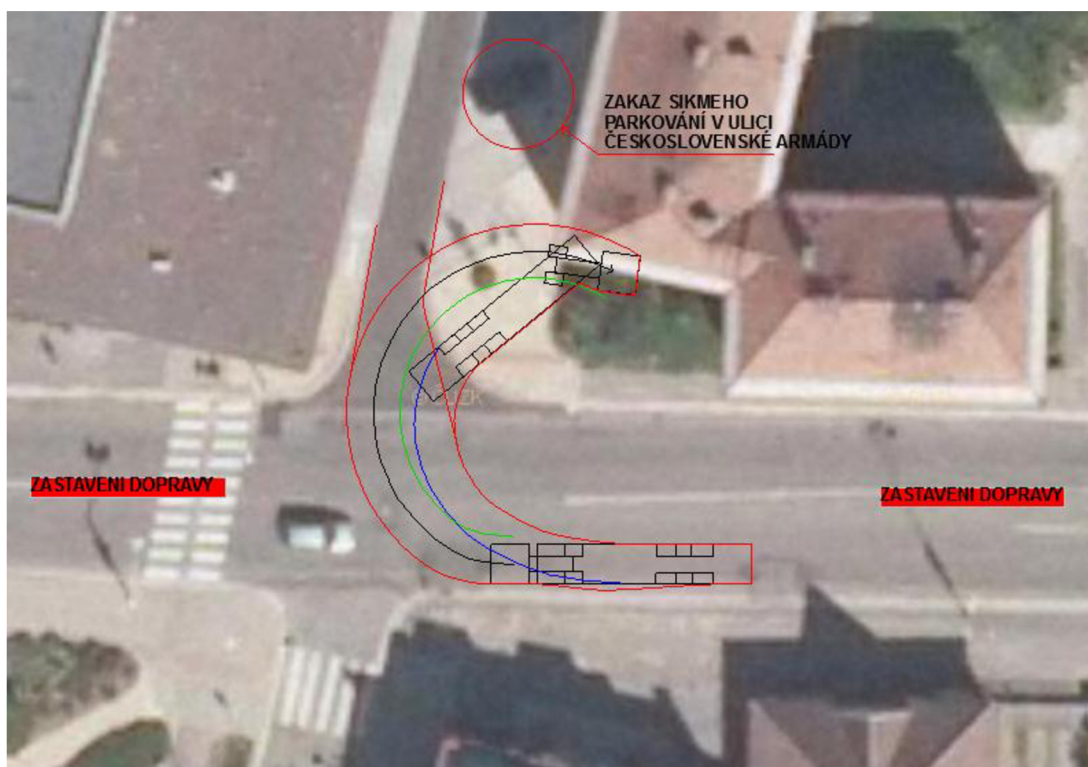 ZAKAZ SIKMEHO
PARKOVÁNÍ V ULICI
ČESKOSLOVENSKÉ ARMÁDY
ZASTAVENI DOPRAVY
ZASTAVENI DOPRAVY